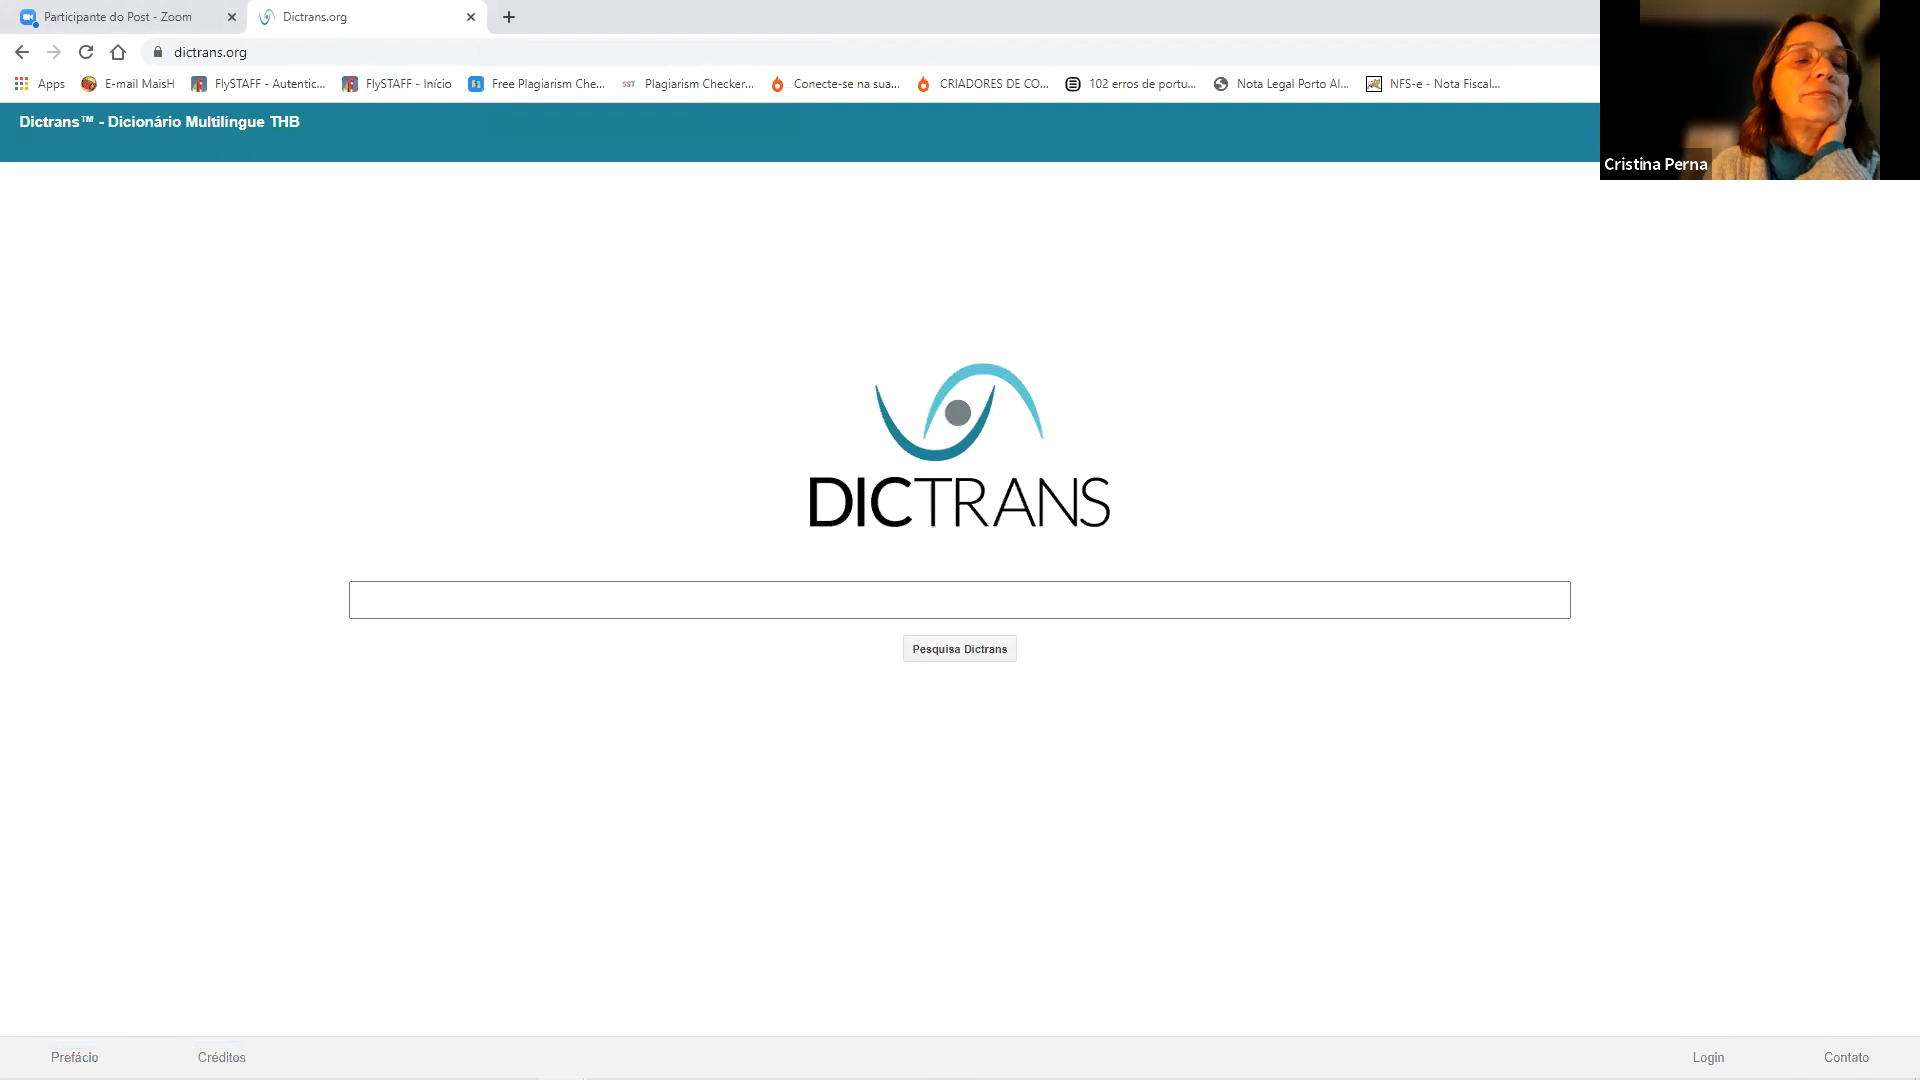 Participante do Post - Zoom
Dictrans.org
dictrans.org
Apps
E-mail MaisH
FlySTAFF - Autentic...
FlySTAFF - Início
Free Plagiarism Che...
SST
Plagiarism Checker...
Conecte-se na sua...
CRIADORES DE CO...
102 erros de portu...
Nota Legal Porto Al...
NFS-e - Nota Fiscal...
Dictrans™ - Dicionário Multilíngue THB
Cristina Perna
DICTRANS
Pesquisa Dictrans
Prefácio
Créditos
Login
Contato